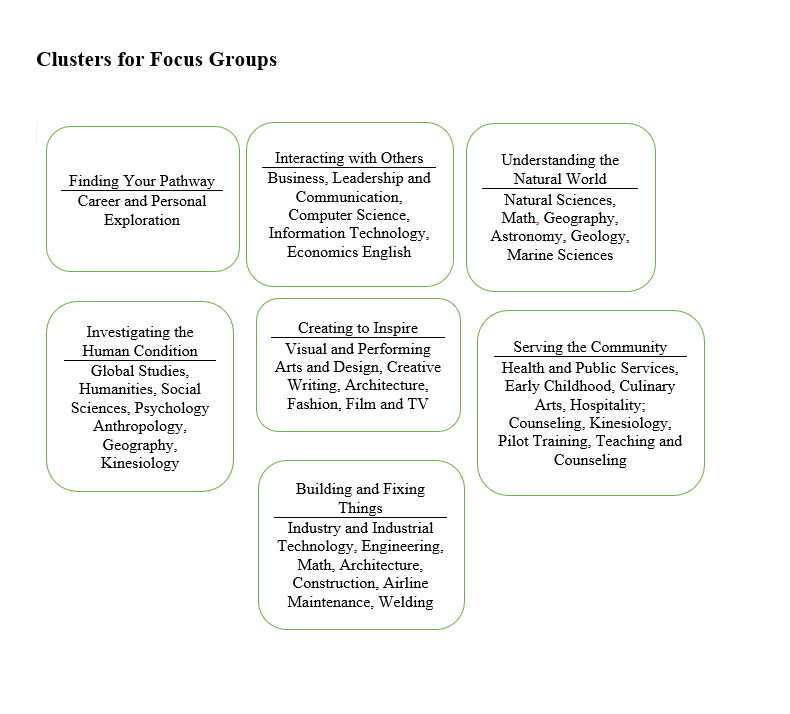 Clusters for Focus Groups
Finding Your Pathway
Career and Personal
Exploration
Interacting with Others
Business, Leadership and
Communication,
Computer Science,
Information Technology,
Economics English
Understanding the
Natural World
Natural Sciences,
Math, Geography,
Astronomy, Geology,
Marine Sciences
Investigating the
Human Condition
Global Studies,
Humanities, Social
Sciences, Psychology
Anthropology,
Geography,
Kinesiology
Creating to Inspire
Visual and Performing
Arts and Design, Creative
Writing, Architecture,
Fashion, Film and TV
Serving the Community
Health and Public Services,
Early Childhood, Culinary
Arts, Hospitality;
Counseling, Kinesiology,
Pilot Training, Teaching and
Counseling
Building and Fixing
Things
Industry and Industrial
Technology, Engineering,
Math, Architecture,
Construction, Airline
Maintenance, Welding